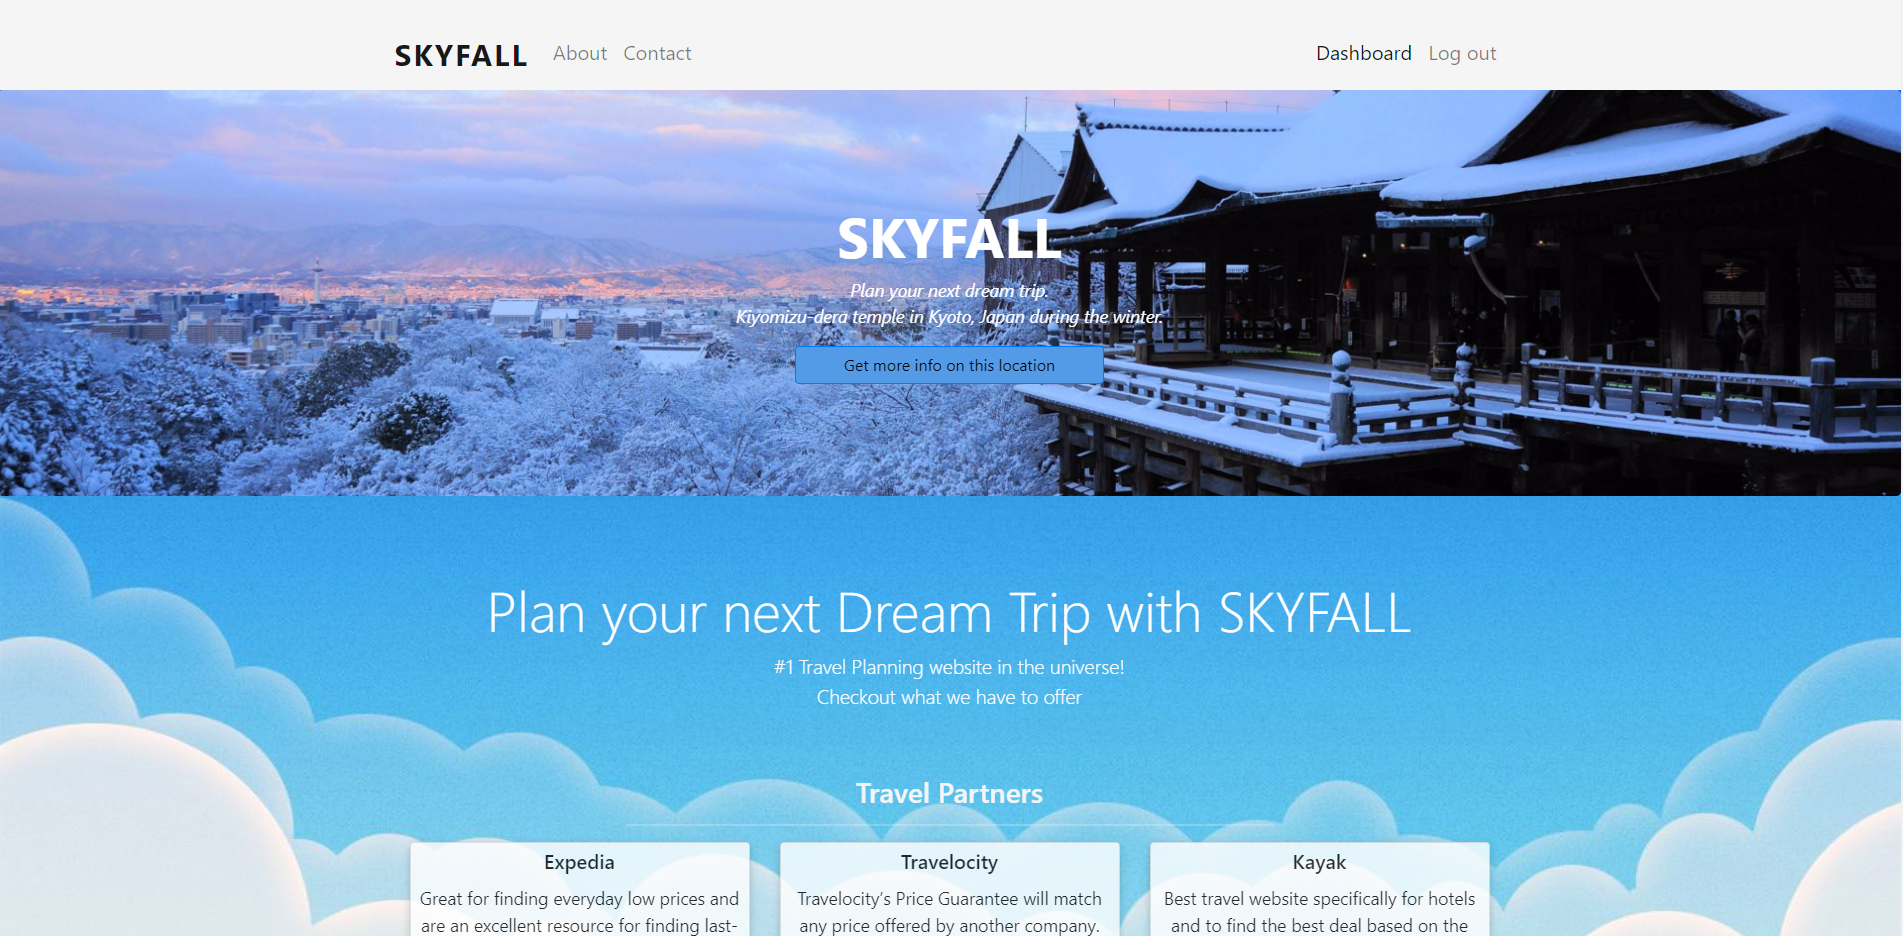 SKYFALL About Contact Dashboard Log out
SKYFALL
Plan your next dream trip.
Kiyomizu-dera temple in Kyoto, Japan during the winter.
Get more info on this location
Plan your next Dream Trip with SKYFALL
#1 Travel Planning website in the universe!
Checkout what we have to offer
Travel Partners
Expedia
Great for finding everyday low prices and
are an excellent resource for finding last-
Travelocity
Travelocity’s Price Guarantee will match
any price offered by another company.
Kayak
Best travel website specifically for hotels
and to find the best deal based on the